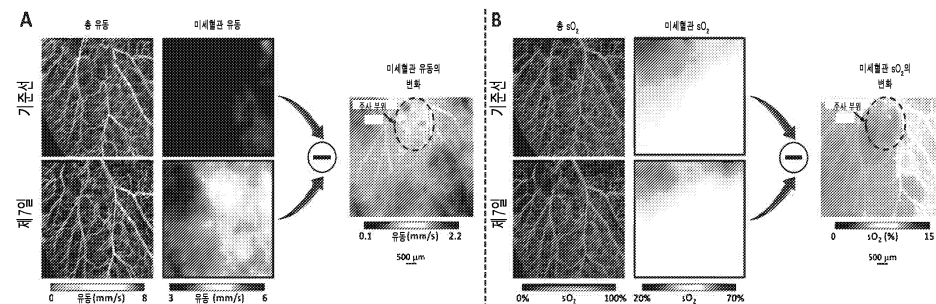 A
총 유동
미세혈관 유동
기준선
제7일
미세혈관 유동의
변화
주사 부위
0.1 2.2
유동(mm/s)
500 μm
0 유동(mm/s) 8
3 유동(mm/s) 6
B
총 sO₂
미세혈관 sO₂
기준선
제7일
미세혈관 sO₂의
변화
주사 부위
0 15
sO₂ (%)
500 μm
0% sO₂ 100%
20% sO₂ 70%